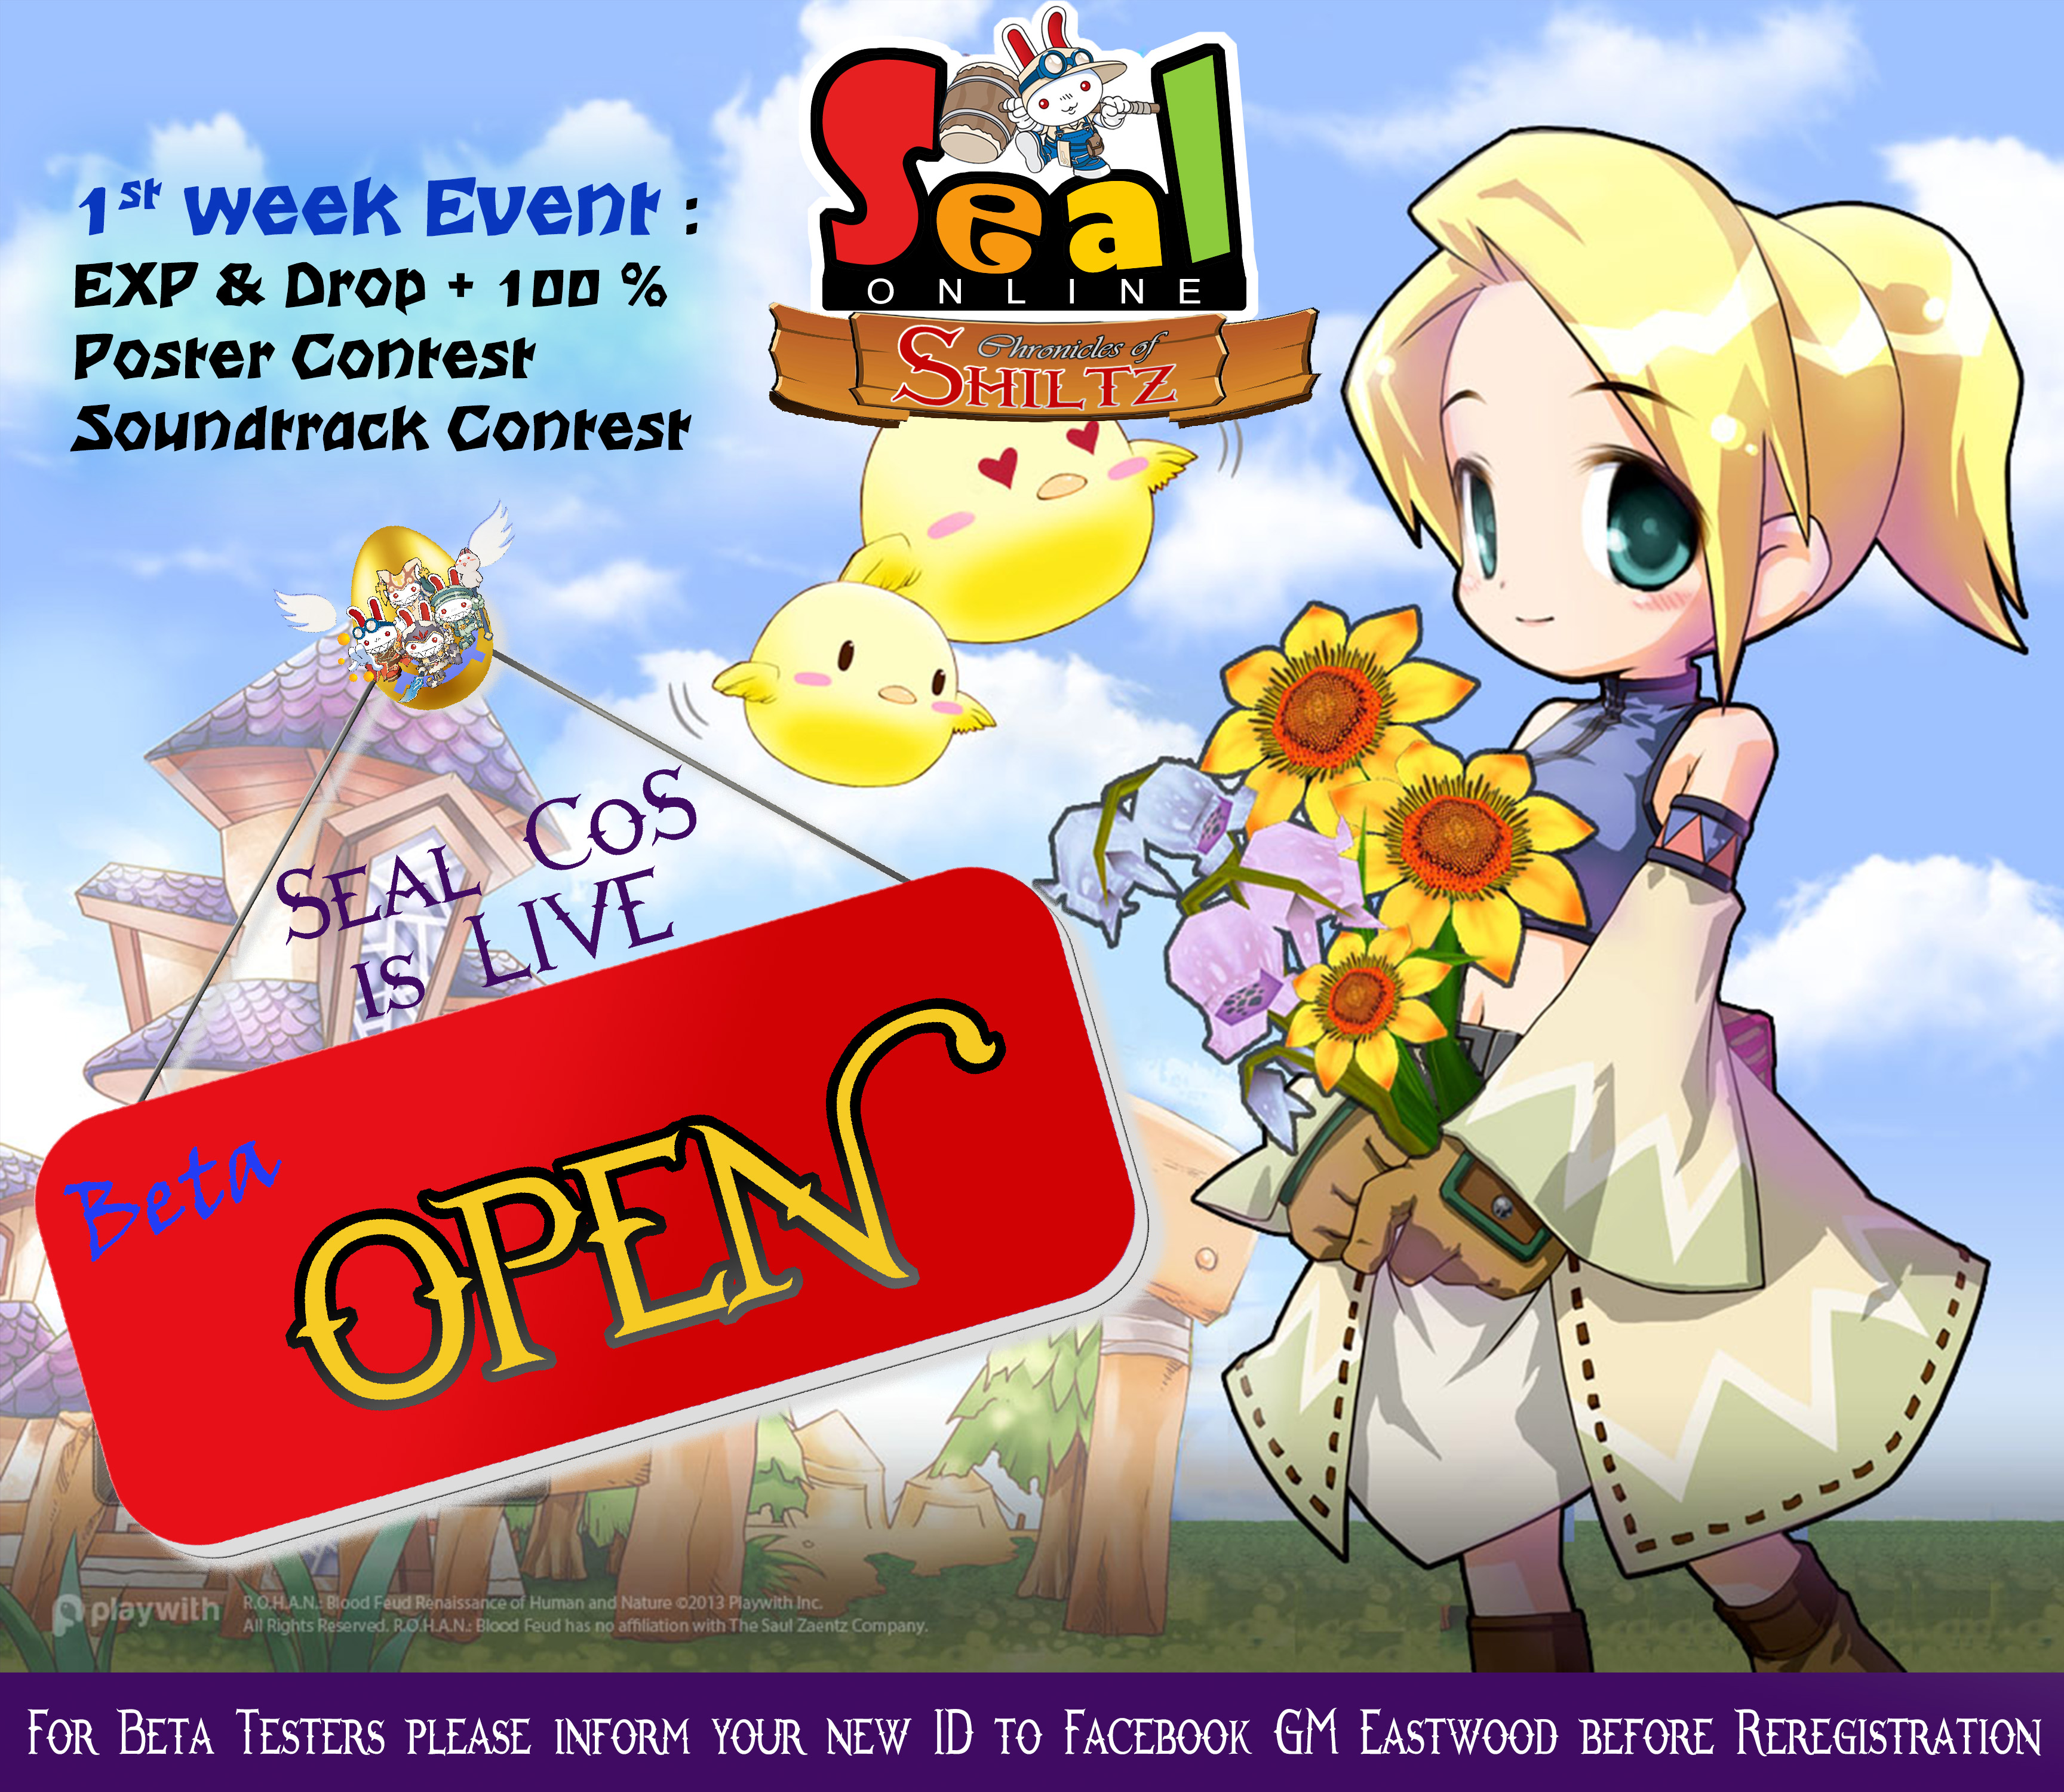 Seal
ONLINE
Chronicles of
Shiltz
1st week Event :
EXP & Drop + 100 %
Poster Contest
Soundtrack Contest
Seal CoS
is LIVE
Beta
OPEN
playwith
R.O.H.A.N.: Blood Feud Renaissance of Human and Nature ©2013 Playwith Inc.
All Rights Reserved. R.O.H.A.N.: Blood Feud has no affiliation with The Saul Zaentz Company.
For Beta Testers please inform your new ID to Facebook GM Eastwood before Reregistration